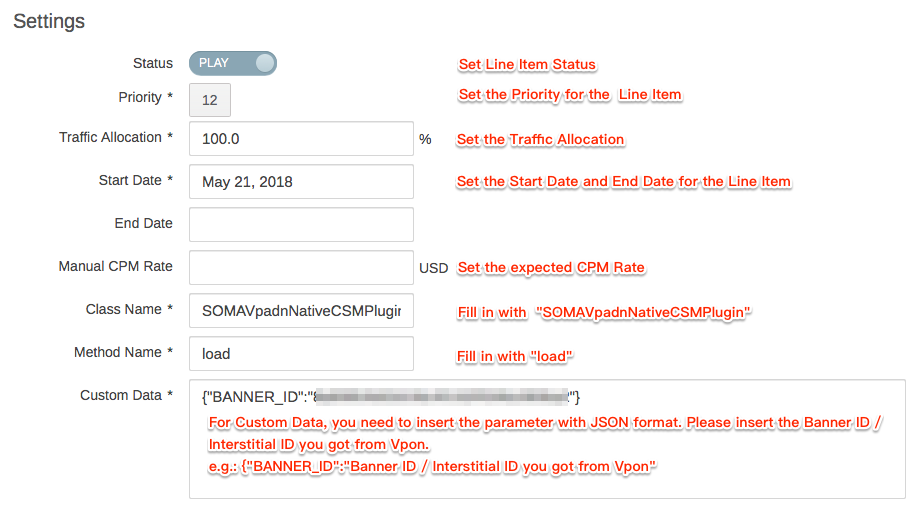 Settings
Status PLAY Set Line Item Status
Priority * 12 Set the Priority for the Line Item
Traffic Allocation * 100.0 % Set the Traffic Allocation
Start Date * May 21, 2018 Set the Start Date and End Date for the Line Item
End Date
Manual CPM Rate USD Set the expected CPM Rate
Class Name * SOMAVpadnNativeCSMPlugin Fill in with "SOMAVpadnNativeCSMPlugin"
Method Name * load Fill in with "load"
Custom Data * {"BANNER_ID":" "}
For Custom Data, you need to insert the parameter with JSON format. Please insert the Banner ID /
Interstitial ID you got from Vpon.
e.g.: {"BANNER_ID":"Banner ID / Interstitial ID you got from Vpon"